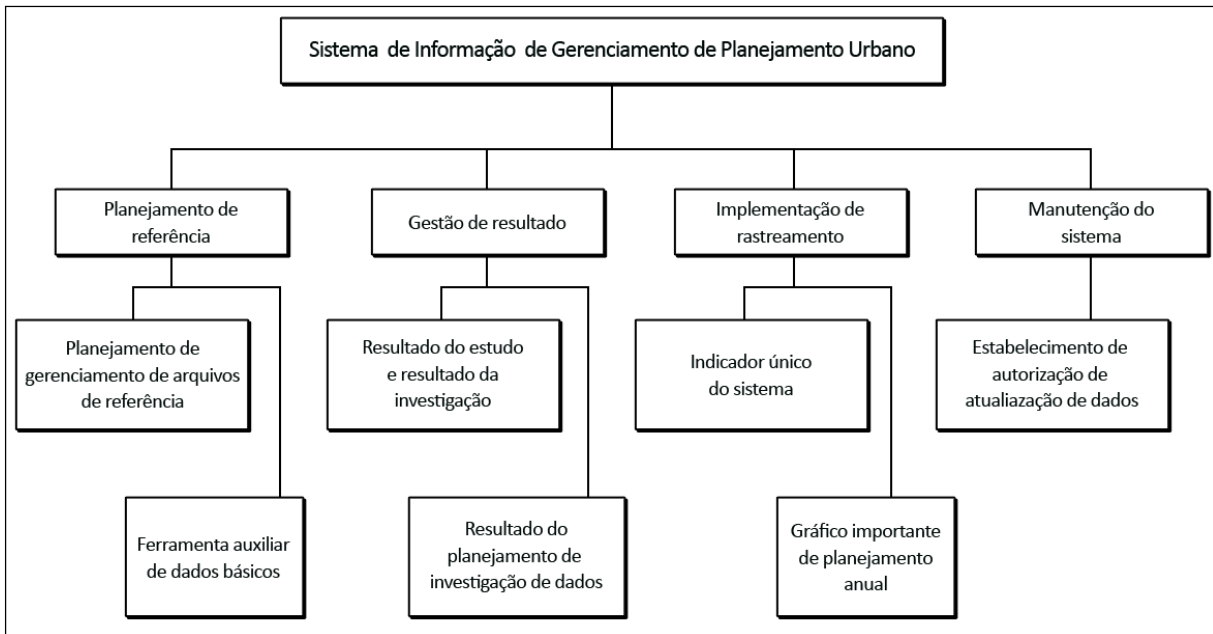 Sistema de Informação de Gerenciamento de Planejamento Urbano
Planejamento de
referência
Gestão de resultado
Implementação de
rastreamento
Manutenção do
sistema
Planejamento de
gerenciamento de arquivos
de referência
Resultado do estudo
e resultado da
investigação
Indicador único
do sistema
Estabelecimento de
autorização de
atualiazação de dados
Ferramenta auxiliar
de dados básicos
Resultado do
planejamento de
investigação de dados
Gráfico importante
de planejamento
anual